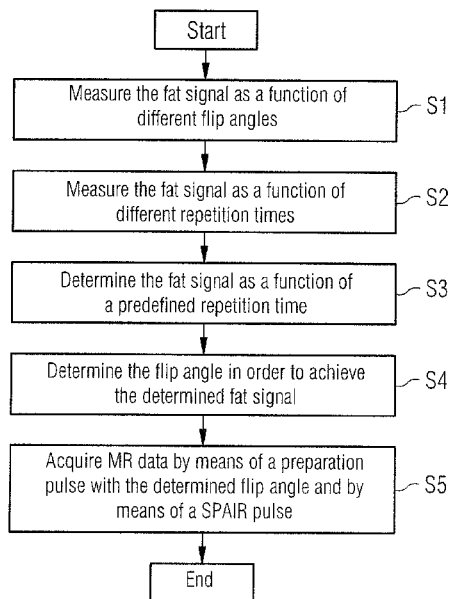 Start
Measure the fat signal as a function of
different flip angles
S1
Measure the fat signal as a function of
different repetition times
S2
Determine the fat signal as a function of
a predefined repetition time
S3
Determine the flip angle in order to achieve
the determined fat signal
S4
Acquire MR data by means of a preparation
pulse with the determined flip angle and by
means of a SPAIR pulse
S5
End